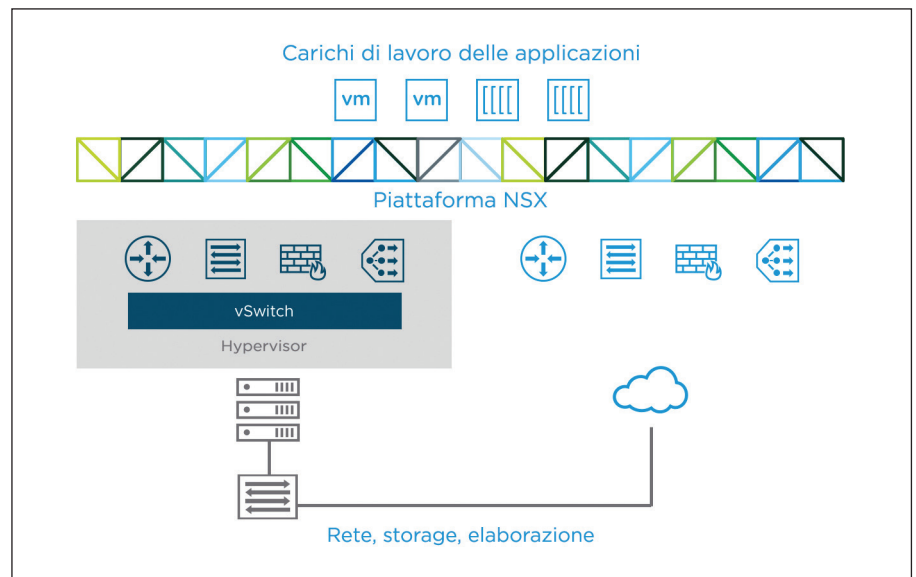 Carichi di lavoro delle applicazioni
vm vm
Piattaforma NSX
vSwitch
Hypervisor
Rete, storage, elaborazione